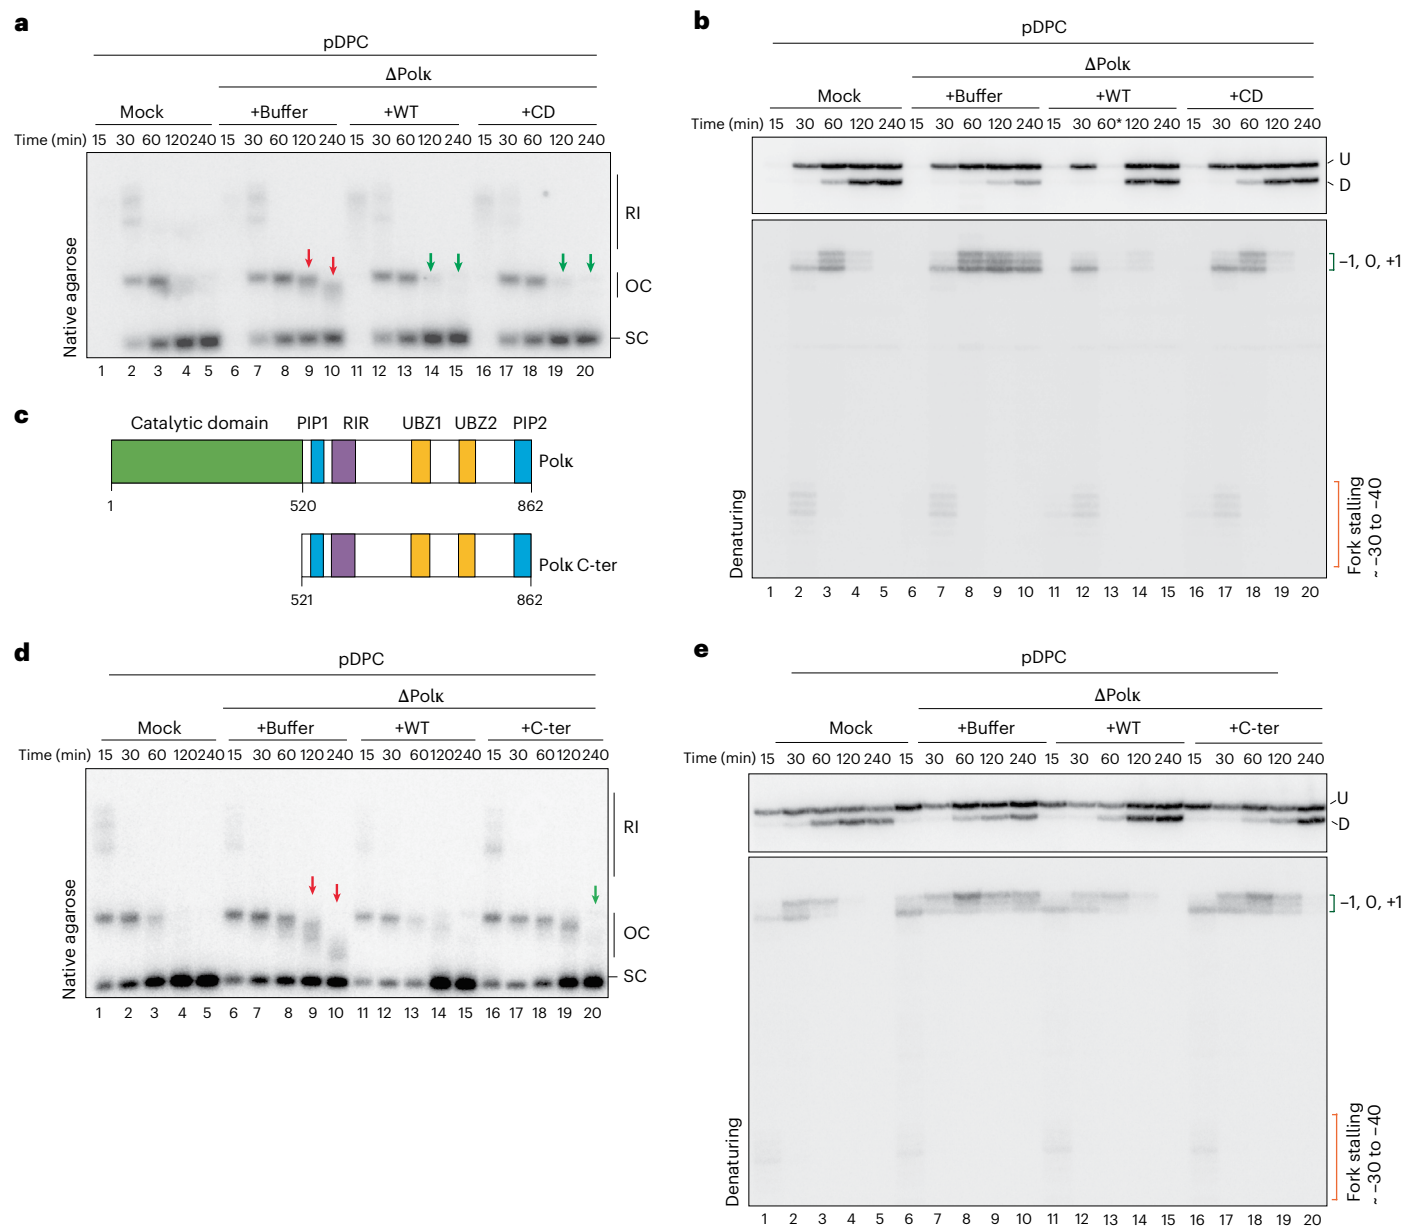 a
pDPC
ΔPolκ
Mock +Buffer +WT +CD
Time (min) 15 30 60 120 240 15 30 60 120 240 15 30 60 120 240 15 30 60 120 240
Native agarose
RI
OC
SC
1 2 3 4 5 6 7 8 9 10 11 12 13 14 15 16 17 18 19 20
b
pDPC
ΔPolκ
Mock +Buffer +WT +CD
Time (min) 15 30 60 120 240 15 30 60 120 240 15 30 60* 120 240 15 30 60 120 240
U
D
–1, 0, +1
Denaturing
Fork stalling
~ –30 to –40
1 2 3 4 5 6 7 8 9 10 11 12 13 14 15 16 17 18 19 20
c
Catalytic domain PIP1 RIR UBZ1 UBZ2 PIP2
Polκ
1 520 862
Polκ C-ter
521 862
d
pDPC
ΔPolκ
Mock +Buffer +WT +C-ter
Time (min) 15 30 60 120 240 15 30 60 120 240 15 30 60 120 240 15 30 60 120 240
Native agarose
RI
OC
SC
1 2 3 4 5 6 7 8 9 10 11 12 13 14 15 16 17 18 19 20
e
pDPC
ΔPolκ
Mock +Buffer +WT +C-ter
Time (min) 15 30 60 120 240 15 30 60 120 240 15 30 60 120 240 15 30 60 120 240
U
D
–1, 0, +1
Denaturing
Fork stalling
~ –30 to –40
1 2 3 4 5 6 7 8 9 10 11 12 13 14 15 16 17 18 19 20